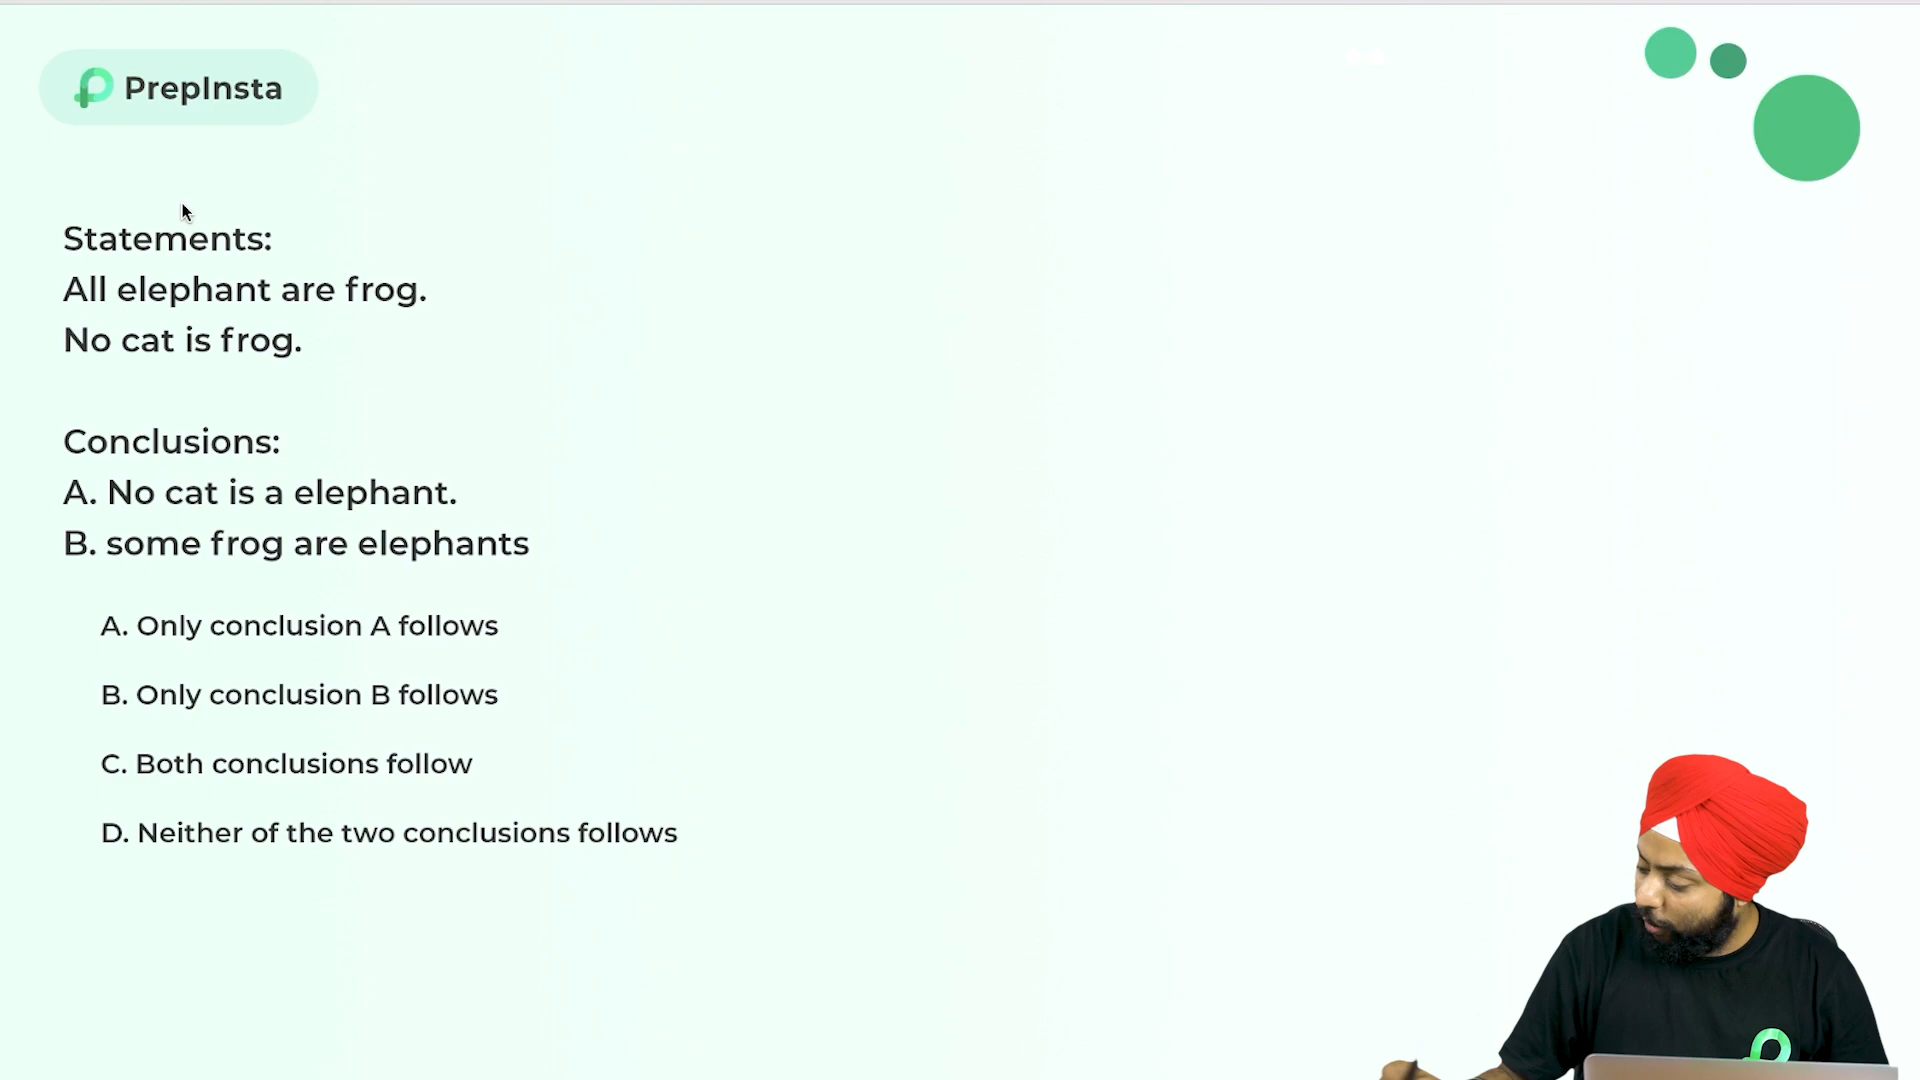 PrepInsta
Statements:
All elephant are frog.
No cat is frog.
Conclusions:
A. No cat is a elephant.
B. some frog are elephants
A. Only conclusion A follows
B. Only conclusion B follows
C. Both conclusions follow
D. Neither of the two conclusions follows